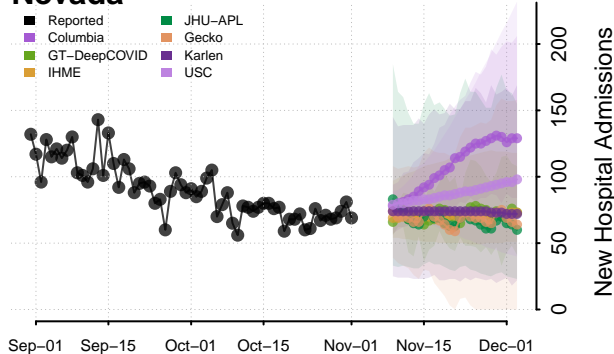 Nevada
Reported
Columbia
GT−DeepCOVID
IHME
JHU−APL
Gecko
Karlen
USC
0
50
100
150
200
New Hospital Admissions
Sep−01 Sep−15 Oct−01 Oct−15 Nov−01 Nov−15 Dec−01